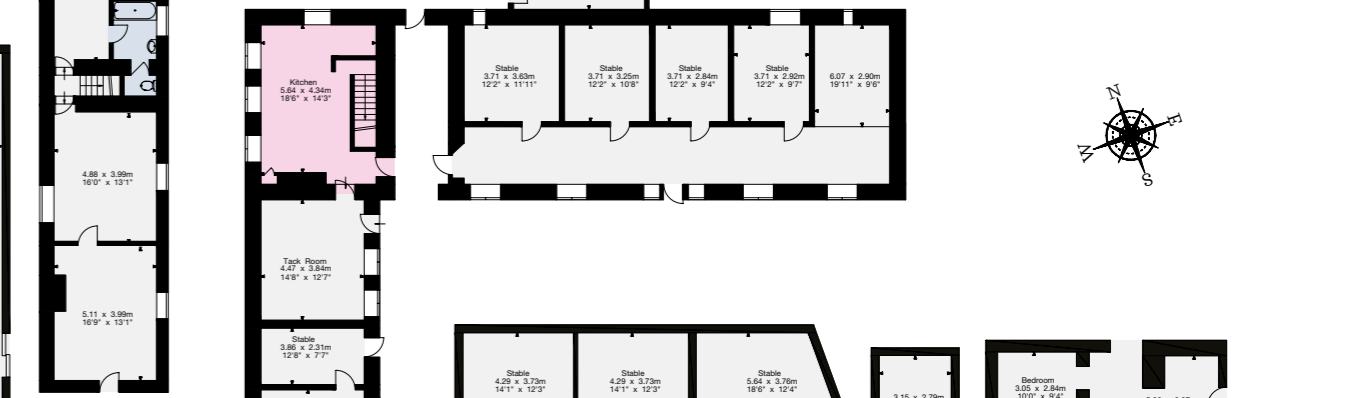 Kitchen
5.64 x 4.34m
18'6" x 14'3"
Stable
3.71 x 3.63m
12'2" x 11'11"
Stable
3.71 x 3.25m
12'2" x 10'8"
Stable
3.71 x 2.84m
12'2" x 9'4"
Stable
3.71 x 2.92m
12'2" x 9'7"
6.07 x 2.90m
19'11" x 9'6"
N
E
W
S
4.88 x 3.99m
16'0" x 13'1"
Tack Room
4.47 x 3.84m
14'8" x 12'7"
5.11 x 3.99m
16'9" x 13'1"
Stable
3.86 x 2.31m
12'8" x 7'7"
Stable
4.29 x 3.73m
14'1" x 12'3"
Stable
4.29 x 3.73m
14'1" x 12'3"
Stable
5.64 x 3.76m
18'6" x 12'4"
3.15 x 2.79m
Bedroom
3.05 x 2.84m
10'0" x 9'4"